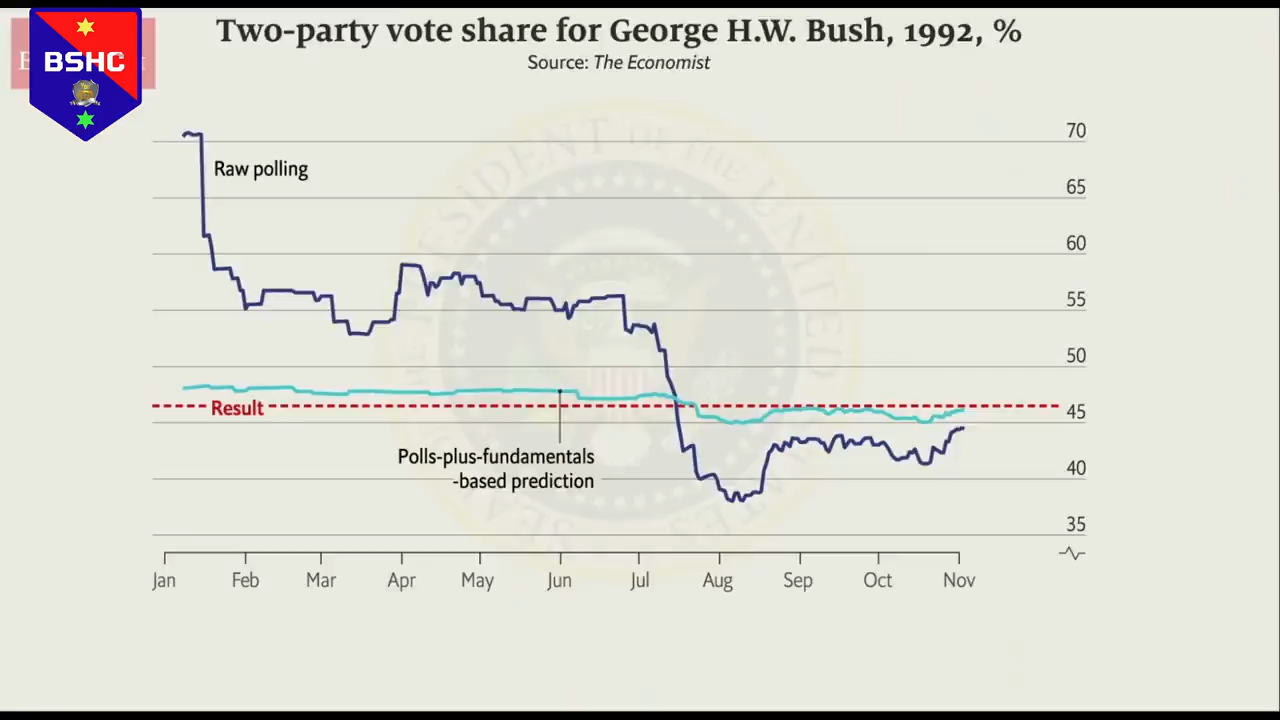 Two-party vote share for George H.W. Bush, 1992, %
Source: The Economist
BSHC
70
Raw polling
65
60
55
50
Result
45
Polls-plus-fundamentals
-based prediction
40
35
Jan Feb Mar Apr May Jun Jul Aug Sep Oct Nov